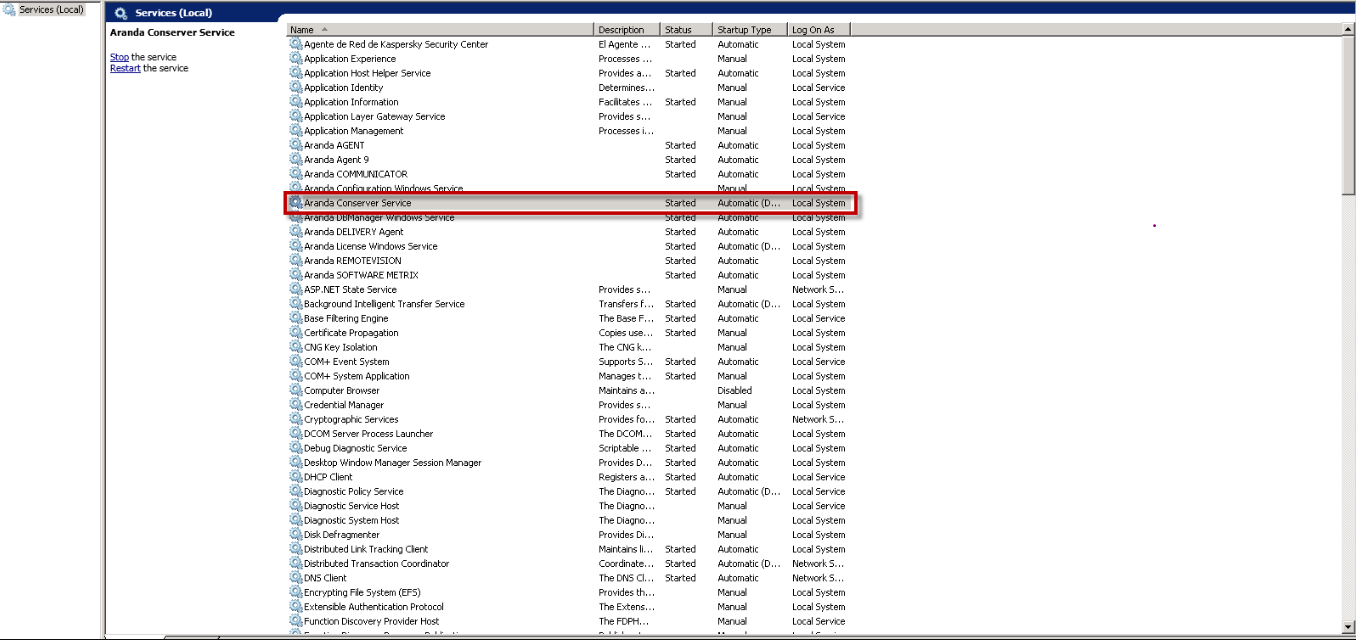 Services (Local)
Services (Local)
Aranda Conserver Service
Stop the service
Restart the service
Name Description Status Startup Type Log On As
Agente de Red de Kaspersky Security Center El Agente ... Started Automatic Local System
Application Experience Processes ... Manual Local System
Application Host Helper Service Provides a... Started Automatic Local System
Application Identity Determines... Manual Local Service
Application Information Facilitates ... Started Manual Local System
Application Layer Gateway Service Provides s... Manual Local Service
Application Management Processes i... Manual Local System
Aranda AGENT Started Automatic Local System
Aranda Agent 9 Started Automatic Local System
Aranda COMMUNICATOR Started Automatic Local System
Aranda Configuration Windows Service Manual Local System
Aranda Conserver Service Started Automatic (D... Local System
Aranda DBManager Windows Service Started Automatic Local System
Aranda DELIVERY Agent Started Automatic Local System
Aranda License Windows Service Started Automatic (D... Local System
Aranda REMOTEVISION Started Automatic Local System
Aranda SOFTWARE METRIX Started Automatic Local System
ASP.NET State Service Provides s... Manual Network S...
Background Intelligent Transfer Service Transfers f... Started Automatic (D... Local System
Base Filtering Engine The Base F... Started Automatic Local Service
Certificate Propagation Copies use... Started Manual Local System
CNG Key Isolation The CNG k... Manual Local System
COM+ Event System Supports S... Started Automatic Local Service
COM+ System Application Manages t... Started Manual Local System
Computer Browser Maintains a... Disabled Local System
Credential Manager Provides s... Manual Local System
Cryptographic Services Provides fo... Started Automatic Network S...
DCOM Server Process Launcher The DCOM... Started Automatic Local System
Debug Diagnostic Service Scriptable ... Started Automatic Local System
Desktop Window Manager Session Manager Provides D... Started Automatic Local System
DHCP Client Registers a... Started Automatic Local Service
Diagnostic Policy Service The Diagno... Started Automatic (D... Local Service
Diagnostic Service Host The Diagno... Manual Local Service
Diagnostic System Host The Diagno... Manual Local System
Disk Defragmenter Provides Di... Manual Local System
Distributed Link Tracking Client Maintains li... Started Automatic Local System
Distributed Transaction Coordinator Coordinate... Started Automatic (D... Network S...
DNS Client The DNS Cl... Started Automatic Network S...
Encrypting File System (EFS) Provides th... Manual Local System
Extensible Authentication Protocol The Extens... Manual Local System
Function Discovery Provider Host The FDPH... Manual Local Service